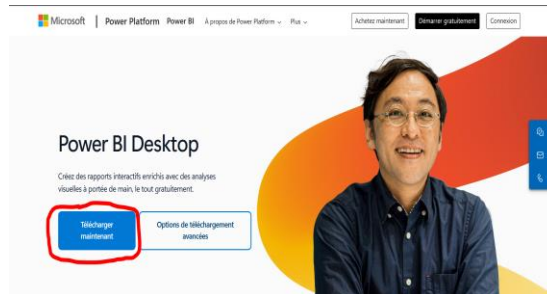 Microsoft | Power Platform Power BI À propos de Power Platform Plus Achetez maintenant Démarrer gratuitement Connexion
Power BI Desktop
Créez des rapports interactifs enrichis avec des analyses
visuelles à portée de main, le tout gratuitement.
Télécharger
maintenant
Options de téléchargement
avancées